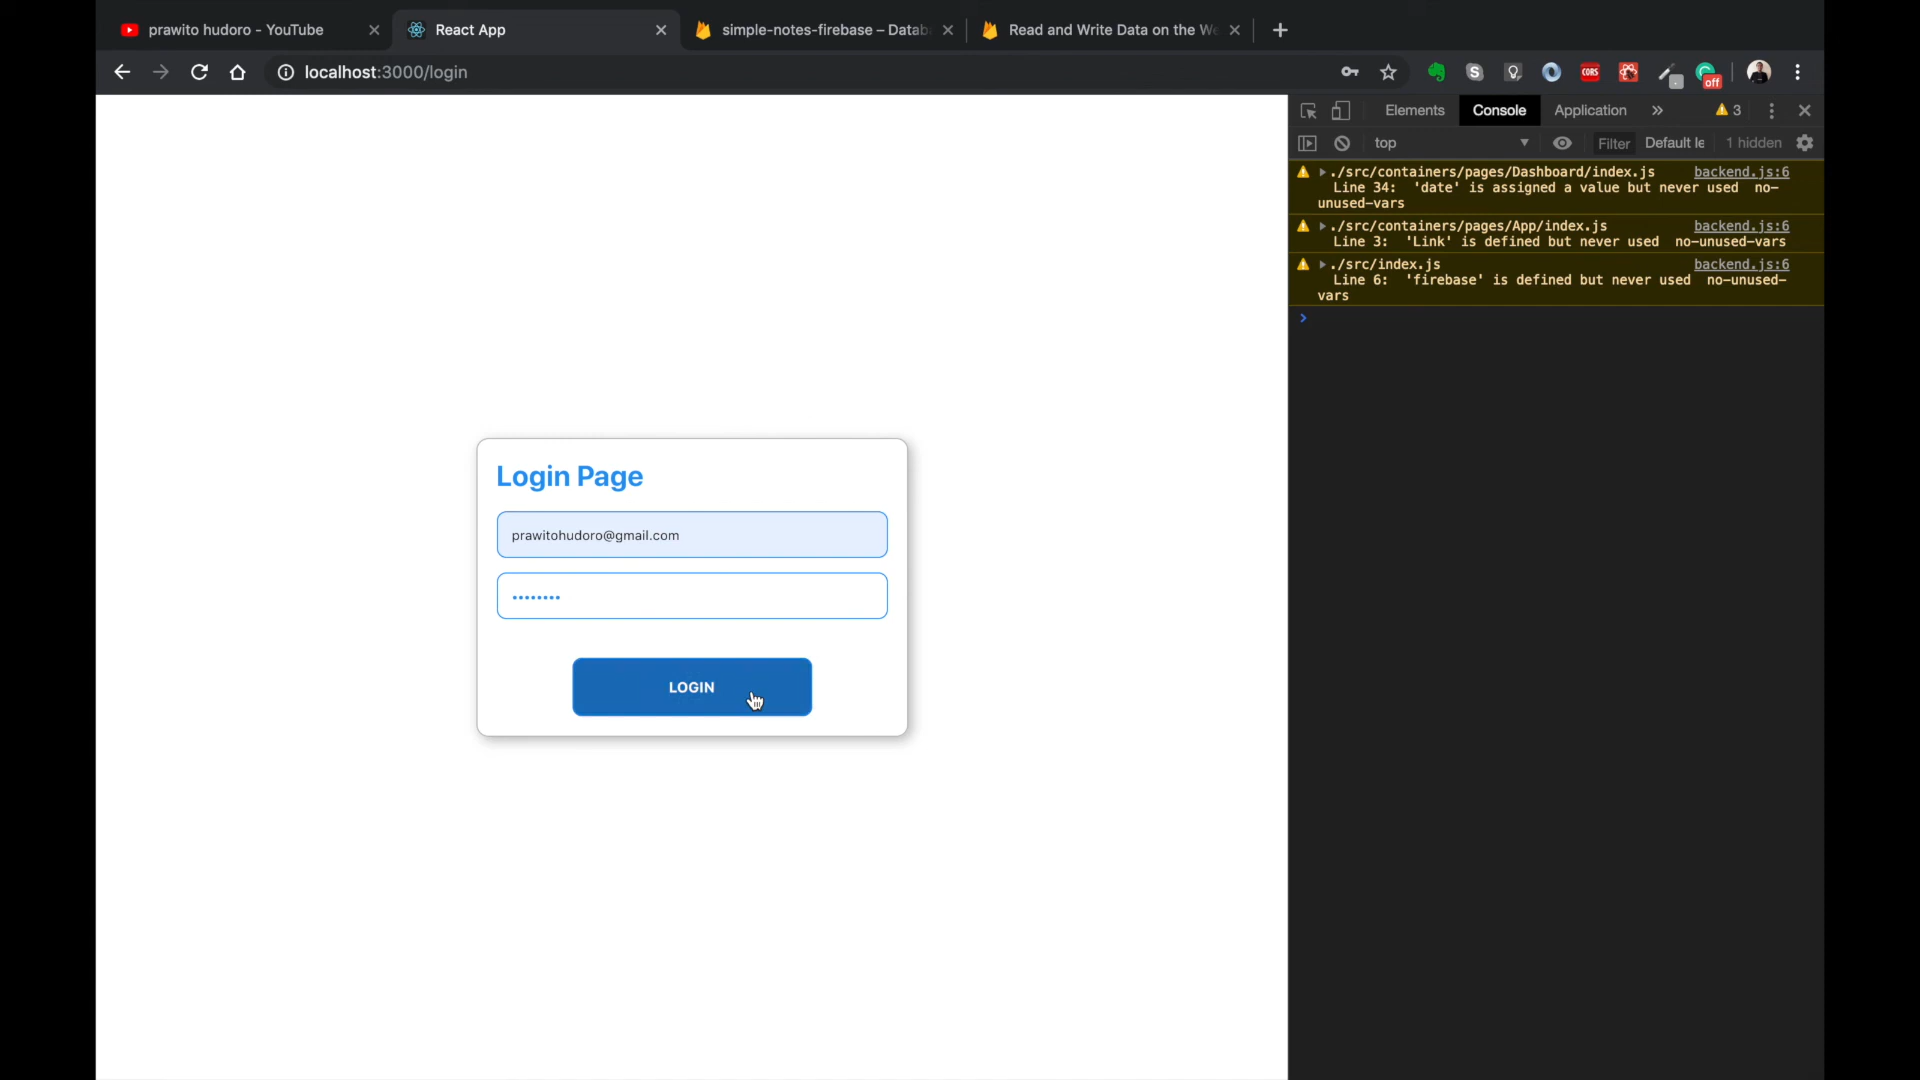 prawito hudoro - YouTube
React App
simple-notes-firebase – Datab
Read and Write Data on the We
localhost:3000/login
CORS
off
Elements
Console
Application
3
top
Filter
Default le
1 hidden
./src/containers/pages/Dashboard/index.js backend.js:6
Line 34: 'date' is assigned a value but never used no-
unused-vars
./src/containers/pages/App/index.js backend.js:6
Line 3: 'Link' is defined but never used no-unused-vars
./src/index.js backend.js:6
Line 6: 'firebase' is defined but never used no-unused-
vars
Login Page
prawitohudoro@gmail.com
••••••••
LOGIN